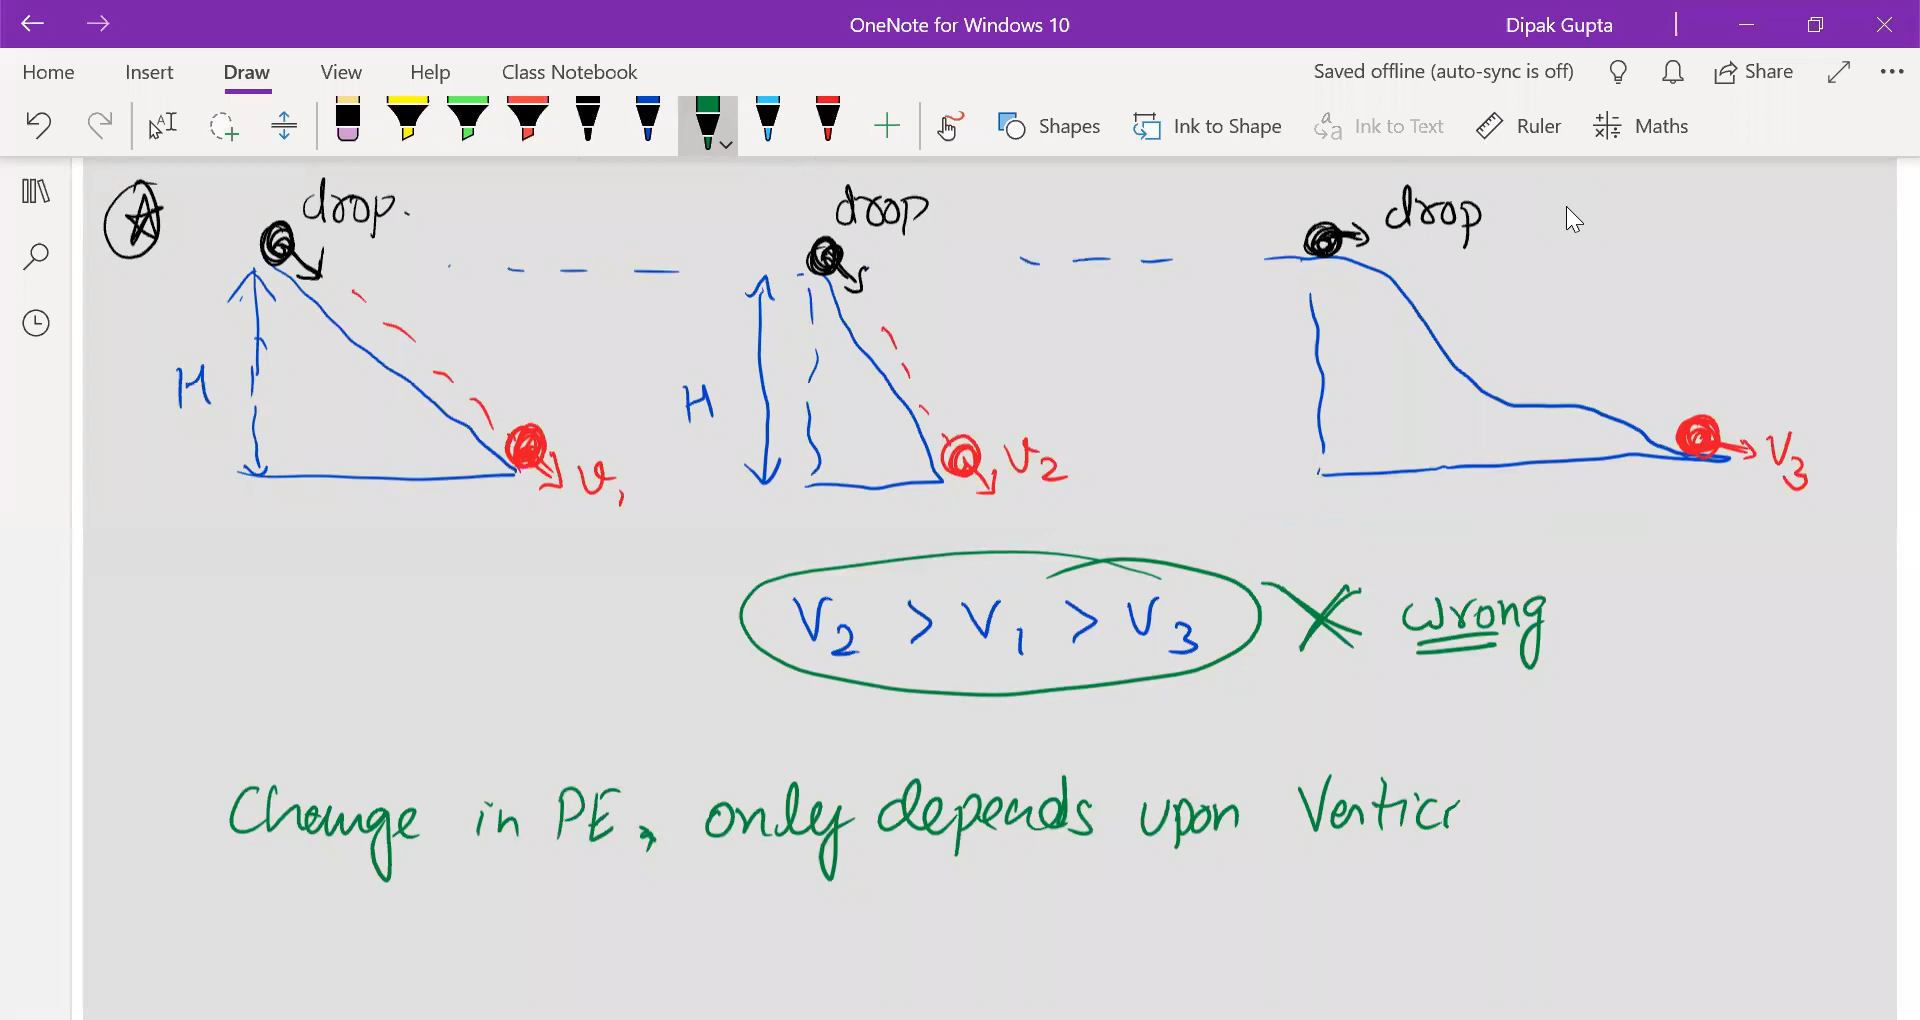 OneNote for Windows 10
Dipak Gupta
Home Insert Draw View Help Class Notebook
Saved offline (auto-sync is off) Share
Shapes Ink to Shape Ink to Text Ruler Maths
drop. drop drop
H H
v1 V2 V3
V2 > V1 > V3 wrong
Change in PE, only depends upon Vertica